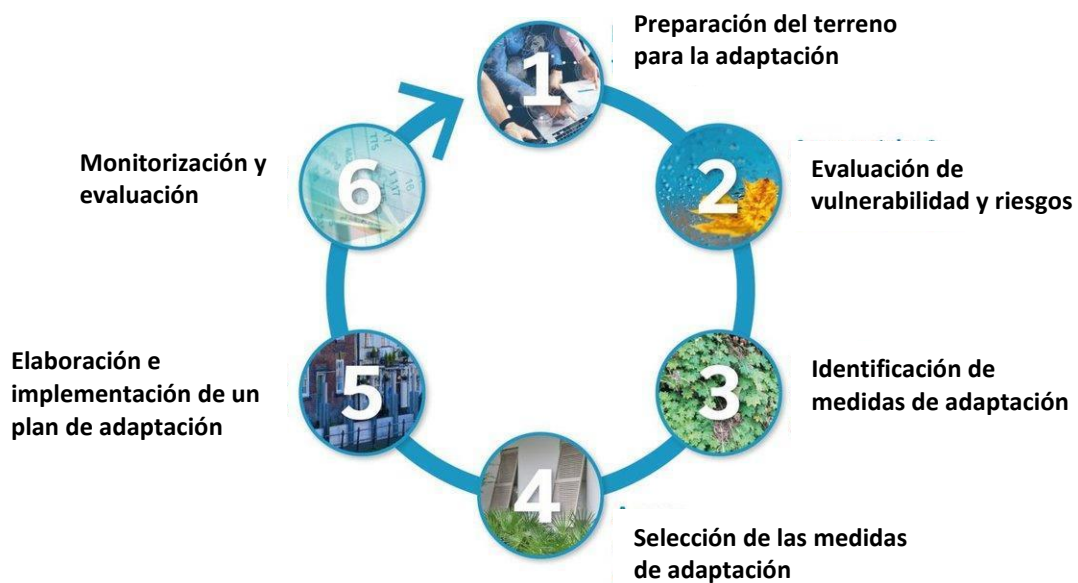 1
Preparación del terreno
para la adaptación
2
Evaluación de
vulnerabilidad y riesgos
3
Identificación de
medidas de adaptación
4
Selección de las medidas
de adaptación
5
Elaboración e
implementación de un
plan de adaptación
6
Monitorización y
evaluación